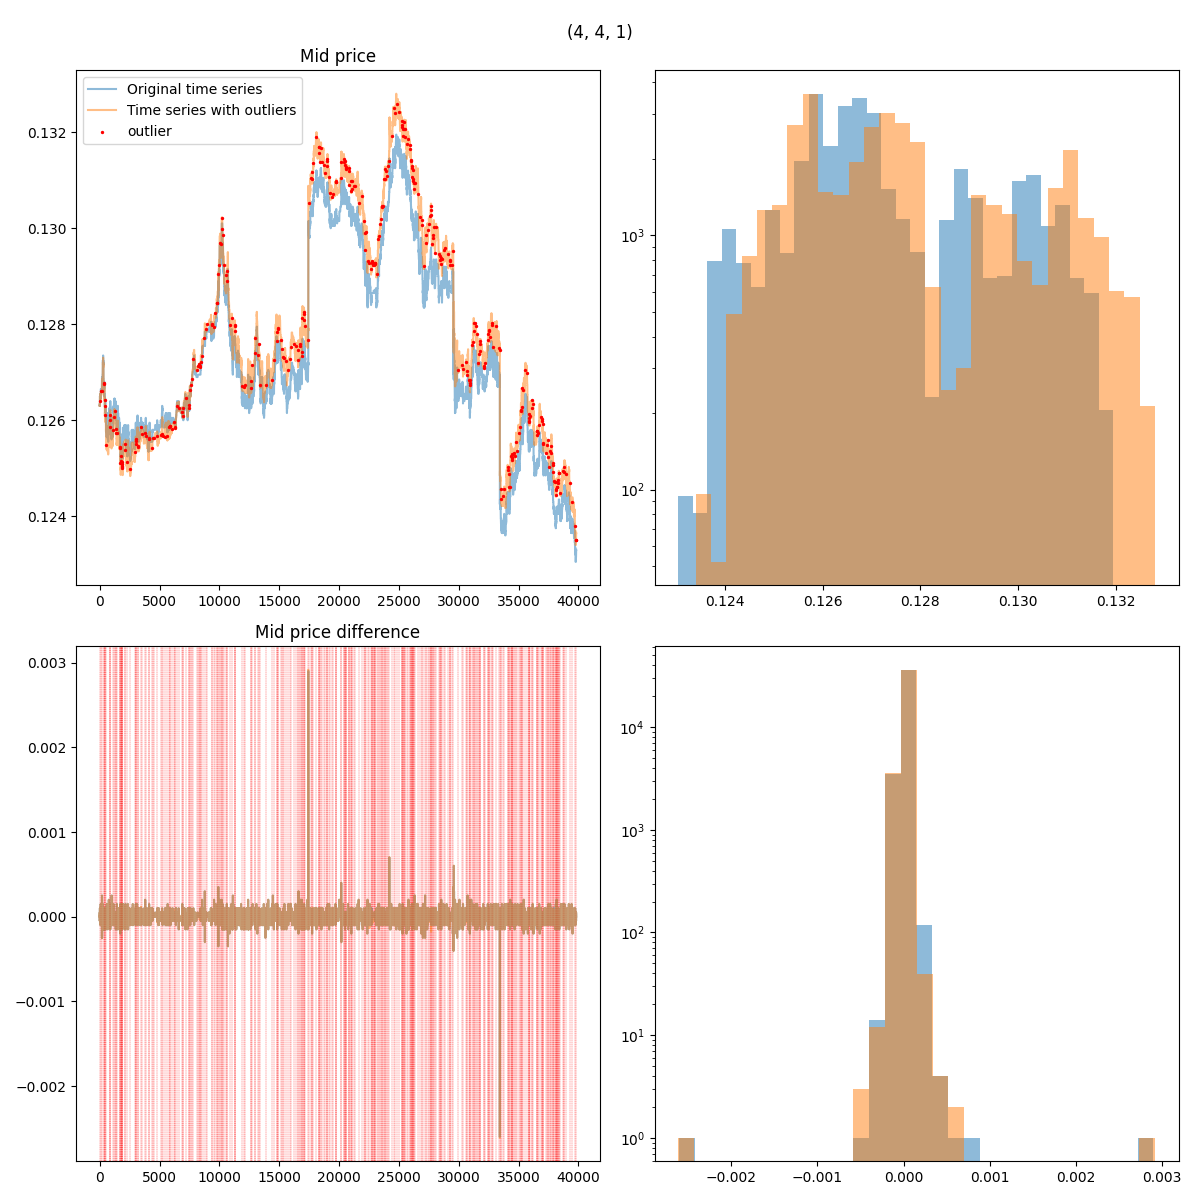 (4, 4, 1)
Mid price
Original time series
Time series with outliers
outlier
0.132
0.130
0.128
0.126
0.124
0 5000 10000 15000 20000 25000 30000 35000 40000
10³
10²
0.124 0.126 0.128 0.130 0.132
Mid price difference
0.003
0.002
0.001
0.000
−0.001
−0.002
0 5000 10000 15000 20000 25000 30000 35000 40000
10⁴
10³
10²
10¹
10⁰
−0.002 −0.001 0.000 0.001 0.002 0.003